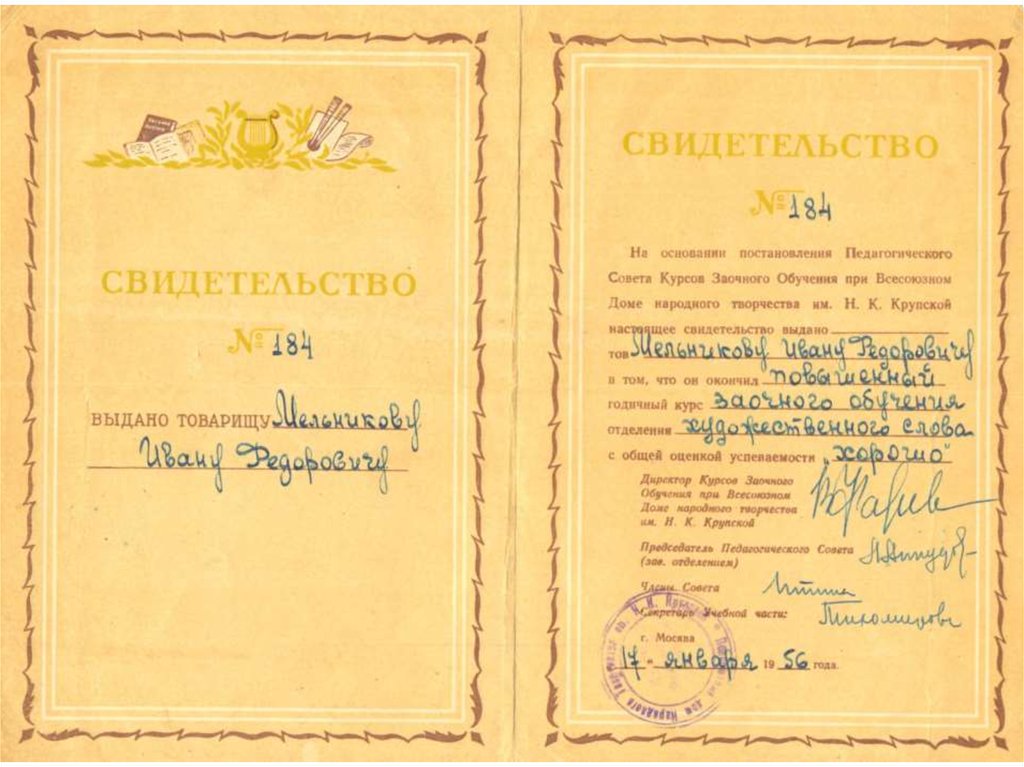 СВИДЕТЕЛЬСТВО
№ 184
ВЫДАНО ТОВАРИЩУ Мельникову
Ивану Федоровичу
СВИДЕТЕЛЬСТВО
№ 184
На основании постановления Педагогического
Совета Курсов Заочного Обучения при Всесоюзном
Доме народного творчества им. Н. К. Крупской
настоящее свидетельство выдано
тов Мельникову Ивану Федоровичу
в том, что он окончил повышенный
годичный курс заочного обучения
отделения художественного слова
с общей оценкой успеваемости „хорошо"
Директор Курсов Заочного
Обучения при Всесоюзном
Доме народного творчества
им. Н. К. Крупской
Председатель Педагогического Совета
(зав. отделением)
Члены Совета
Секретарь Учебной части: Тихомирова
г. Москва
17 " января 19 56 года.